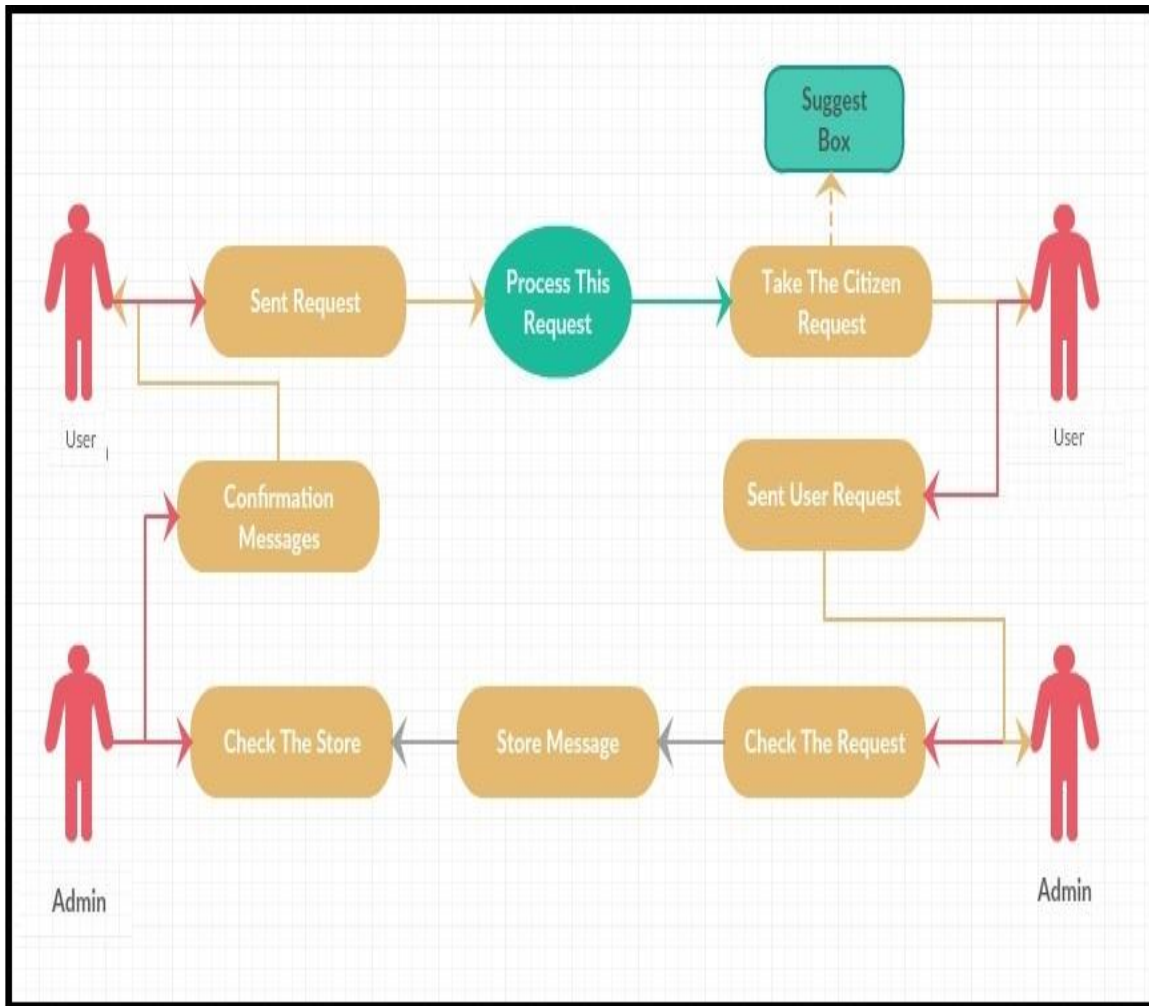 Suggest
Box
Sent Request
Process This
Request
Take The Citizen
Request
User
User
Confirmation
Messages
Sent User Request
Check The Store
Store Message
Check The Request
Admin
Admin